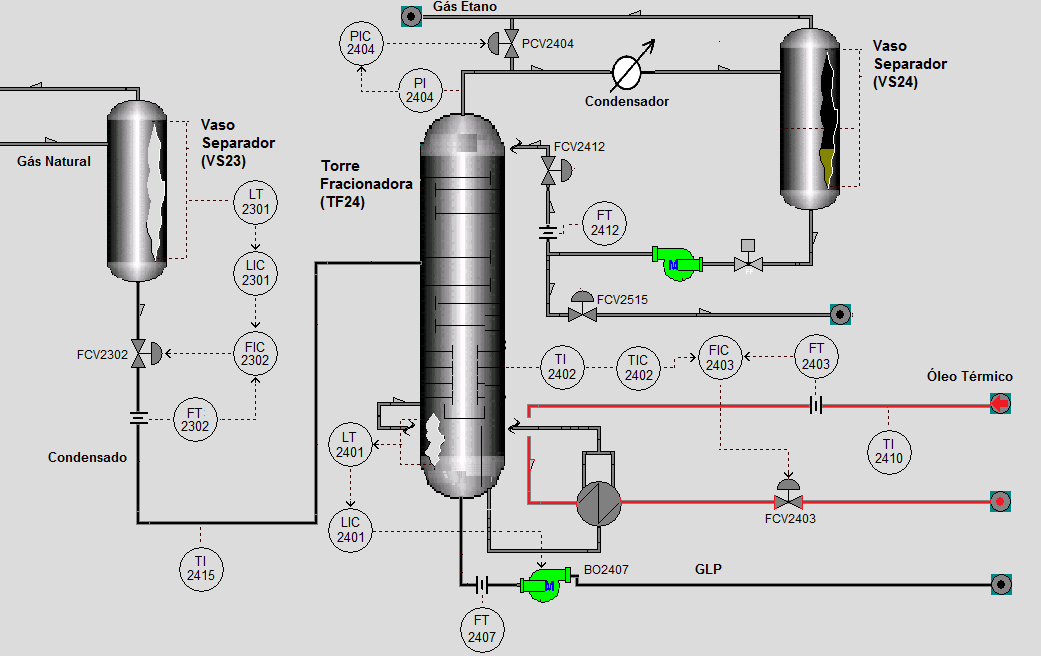 Gás Etano
PIC
2404
PCV2404
PI
2404
Condensador
Vaso
Separador
(VS24)
Vaso
Separador
(VS23)
Gás Natural
Torre
Fracionadora
(TF24)
FCV2412
LT
2301
FT
2412
LIC
2301
M
FCV2515
FCV2302
FIC
2302
TI
2402
TIC
2402
FIC
2403
FT
2403
Óleo Térmico
FT
2302
LT
2401
TI
2410
Condensado
LIC
2401
FCV2403
TI
2415
BO2407
M
GLP
FT
2407